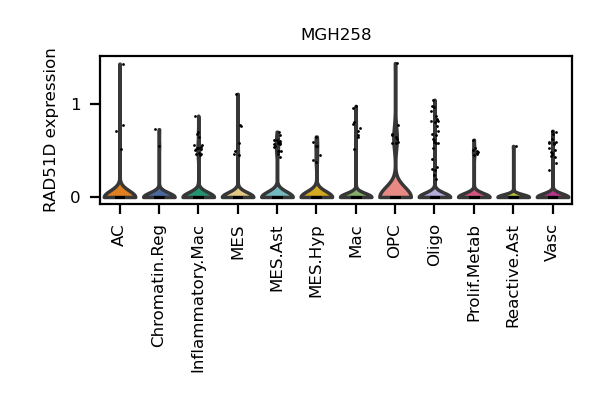 MGH258
RAD51D expression
1
0
AC
Chromatin.Reg
Inflammatory.Mac
MES
MES.Ast
MES.Hyp
Mac
OPC
Oligo
Prolif.Metab
Reactive.Ast
Vasc